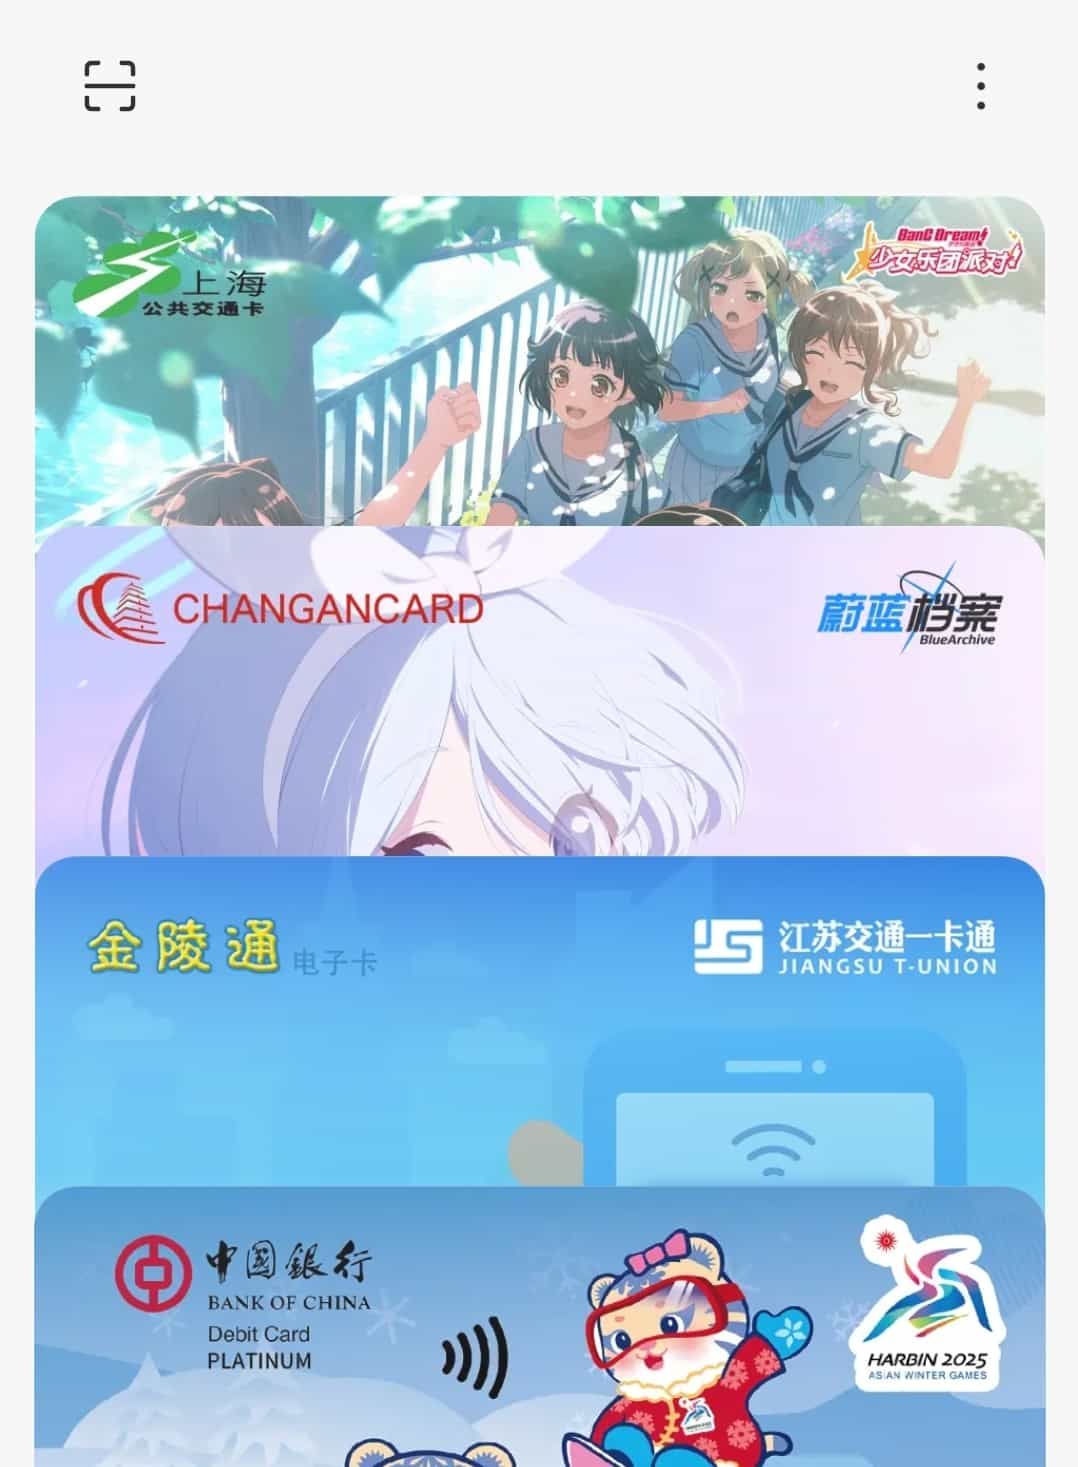 上海
公共交通卡
BanG Dream!
少女乐团派对!
CHANGANCARD
蔚蓝档案
BlueArchive
金陵通 电子卡
江苏交通一卡通
JIANGSU T-UNION
中國銀行
BANK OF CHINA
Debit Card
PLATINUM
HARBIN 2025
ASIAN WINTER GAMES